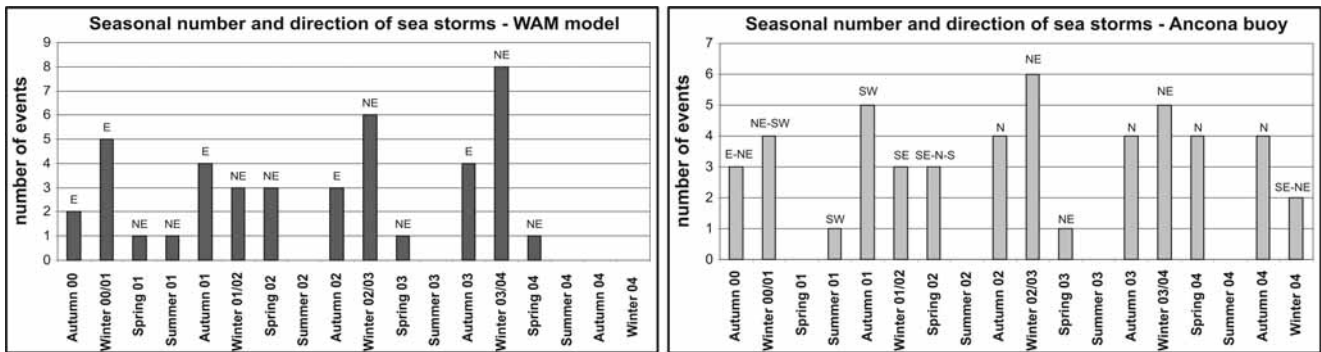 Seasonal number and direction of sea storms - WAM model
number of events
9
8
7
6
5
4
3
2
1
0
E
E
NE
NE
E
NE
NE
E
NE
NE
E
NE
NE
Autumn 00
Winter 00/01
Spring 01
Summer 01
Autumn 01
Winter 01/02
Spring 02
Summer 02
Autumn 02
Winter 02/03
Spring 03
Summer 03
Autumn 03
Winter 03/04
Spring 04
Summer 04
Autumn 04
Winter 04
Seasonal number and direction of sea storms - Ancona buoy
number of events
7
6
5
4
3
2
1
0
E-NE
NE-SW
SW
SW
SE
SE-N-S
N
NE
NE
N
NE
N
N
SE-NE
Autumn 00
Winter 00/01
Spring 01
Summer 01
Autumn 01
Winter 01/02
Spring 02
Summer 02
Autumn 02
Winter 02/03
Spring 03
Summer 03
Autumn 03
Winter 03/04
Spring 04
Summer 04
Autumn 04
Winter 04